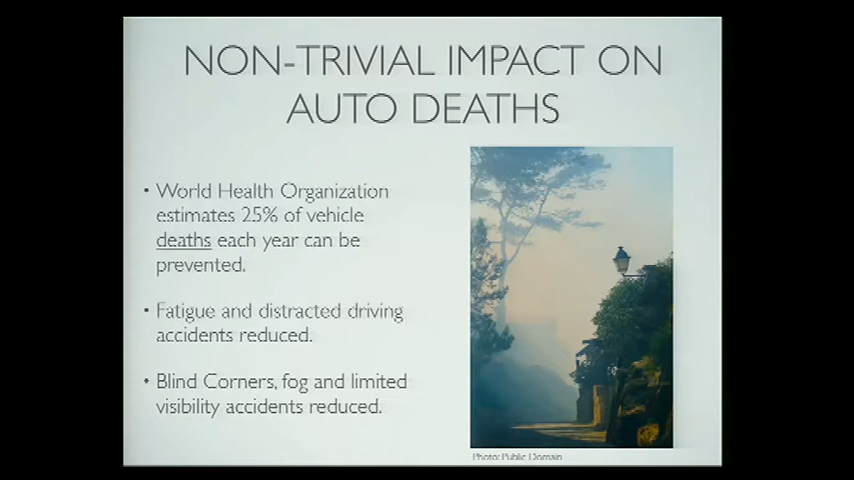 NON-TRIVIAL IMPACT ON
AUTO DEATHS
• World Health Organization
estimates 25% of vehicle
deaths each year can be
prevented.
• Fatigue and distracted driving
accidents reduced.
• Blind Corners, fog and limited
visibility accidents reduced.
Photo: Public Domain